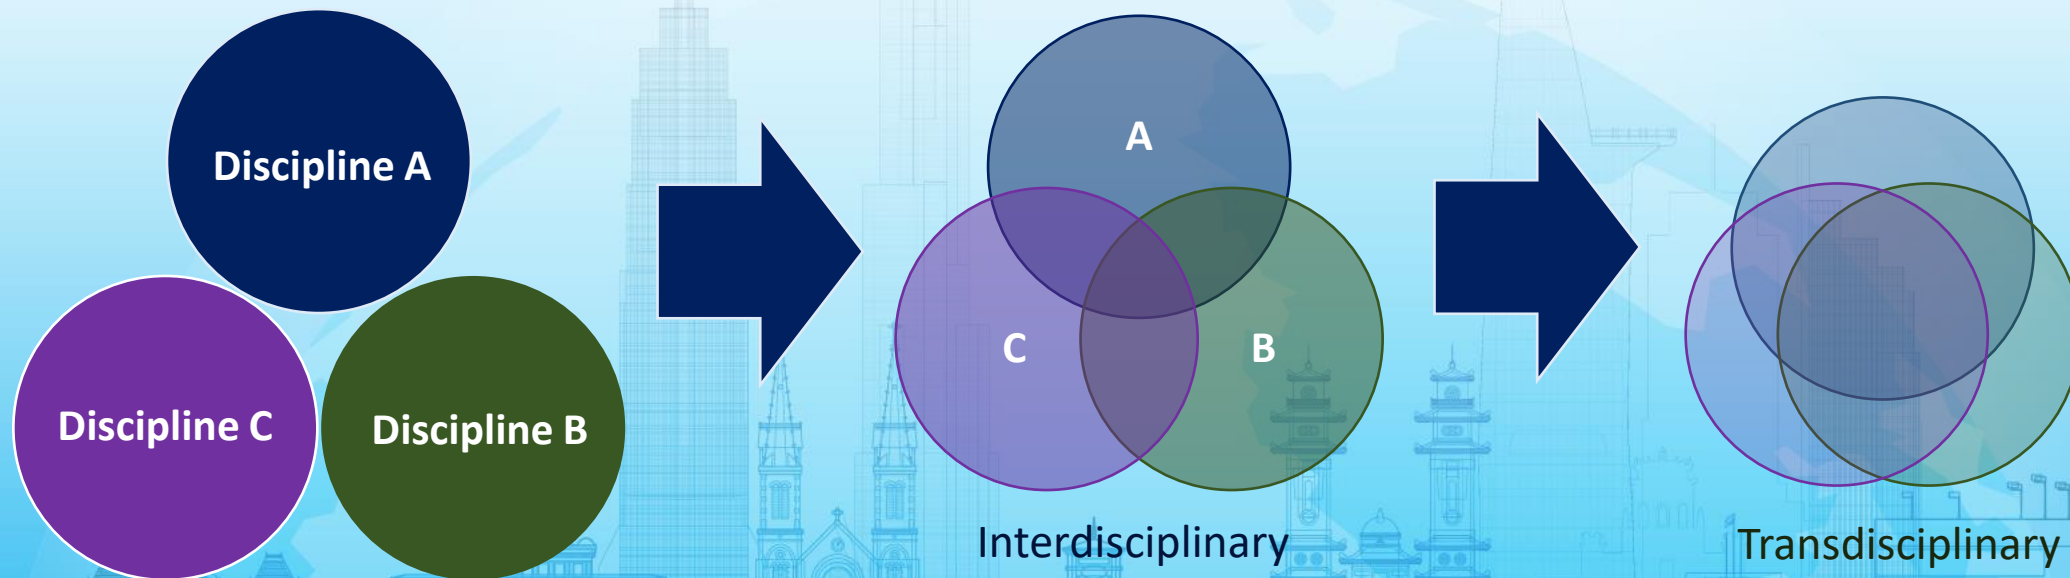 Discipline A
Discipline C
Discipline B
A
C
B
Interdisciplinary
Transdisciplinary